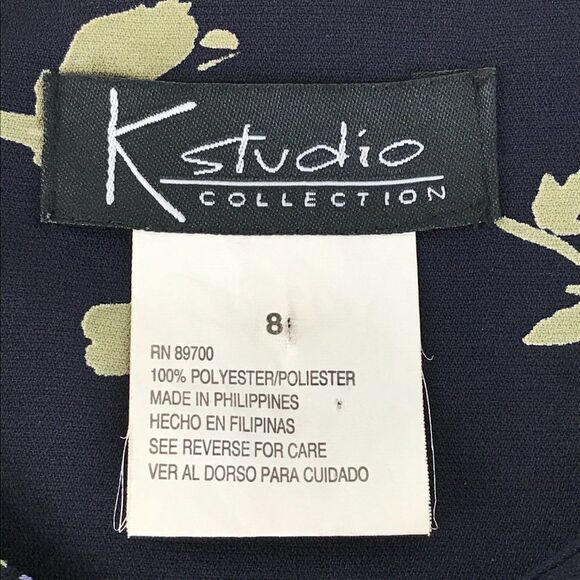 K studio
COLLECTION
8
RN 89700
100% POLYESTER/POLIESTER
MADE IN PHILIPPINES
HECHO EN FILIPINAS
SEE REVERSE FOR CARE
VER AL DORSO PARA CUIDADO